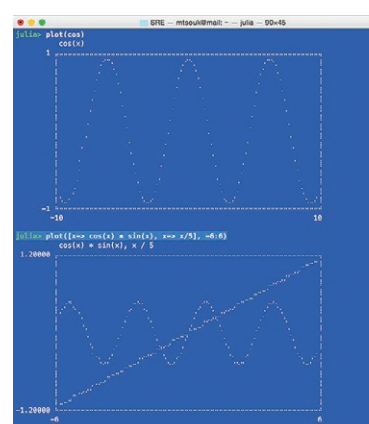 SRE — mtsouk@mail: ~ — julia — 90×45
julia> plot(cos)
cos(x)
1
-1
-10 10
julia> plot([x=> cos(x) * sin(x), x=> x/5], -6:6)
cos(x) * sin(x), x / 5
1.20000
-1.20000
-6 6